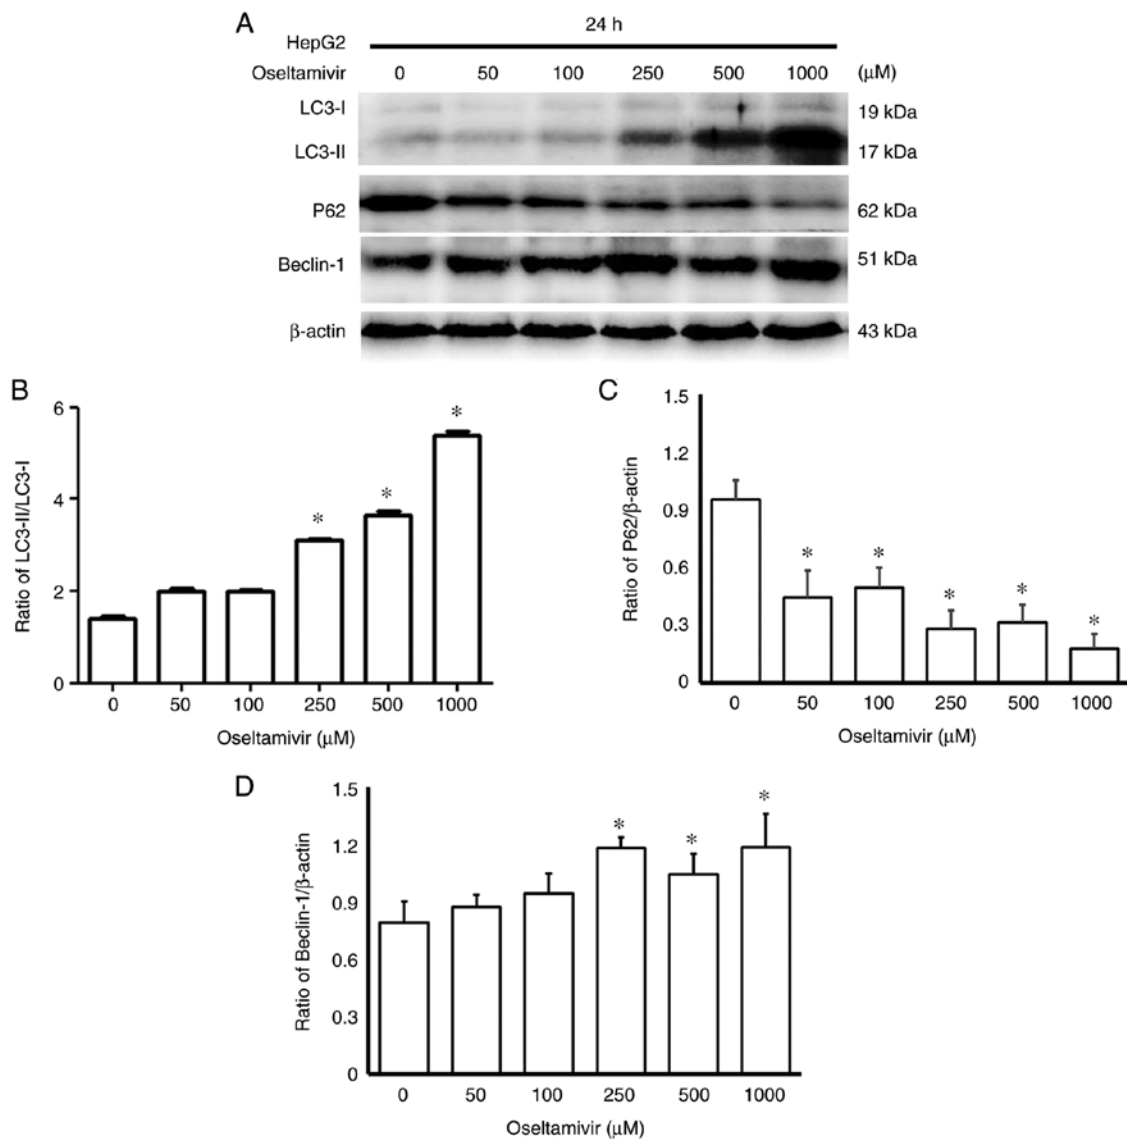 A
24 h
HepG2
Oseltamivir 0 50 100 250 500 1000 (μM)
LC3-I 19 kDa
LC3-II 17 kDa
P62 62 kDa
Beclin-1 51 kDa
β-actin 43 kDa
B
Ratio of LC3-II/LC3-I
6
4
2
0
* * *
0 50 100 250 500 1000
Oseltamivir (μM)
C
Ratio of P62/β-actin
1.5
1.2
0.9
0.6
0.3
0
* * * * *
0 50 100 250 500 1000
Oseltamivir (μM)
D
Ratio of Beclin-1/β-actin
1.5
1.2
0.9
0.6
0.3
0
* * *
0 50 100 250 500 1000
Oseltamivir (μM)